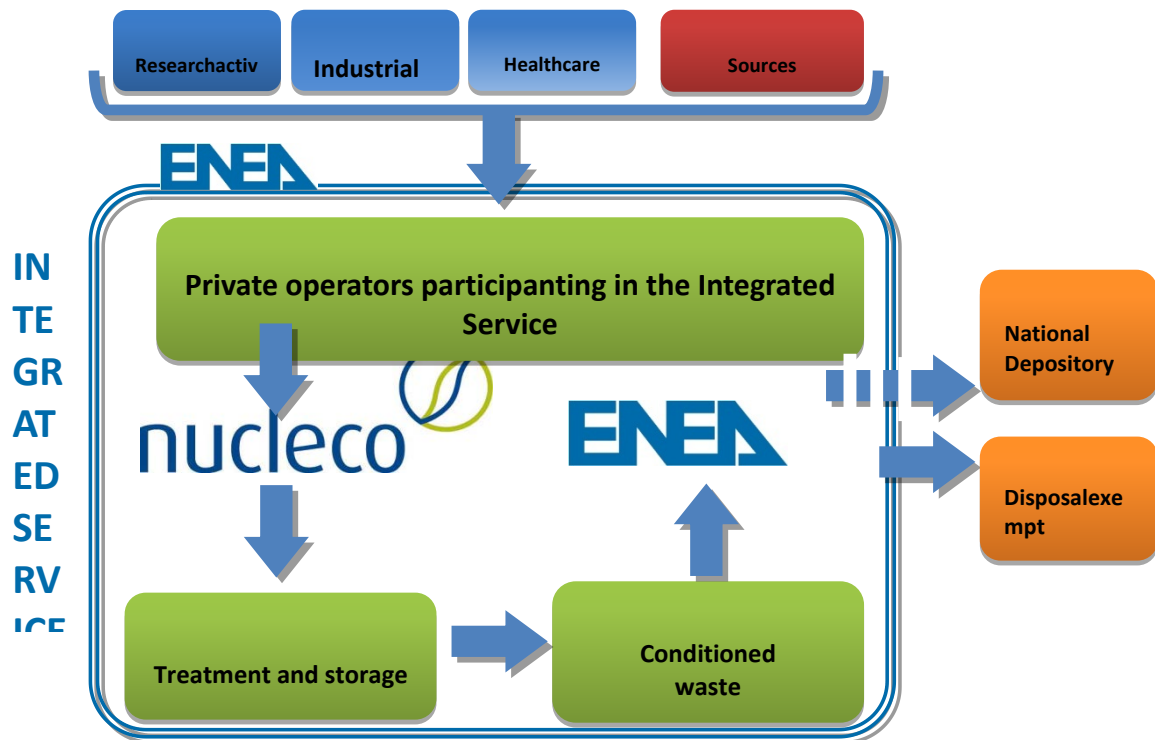 Researchactiv
Industrial
Healthcare
Sources
ENEA
Private operators participanting in the Integrated
Service
IN
TE
GR
AT
ED
SE
RV
ICE
nucleco
ENEA
National
Depository
Disposalexe
mpt
Treatment and storage
Conditioned
waste